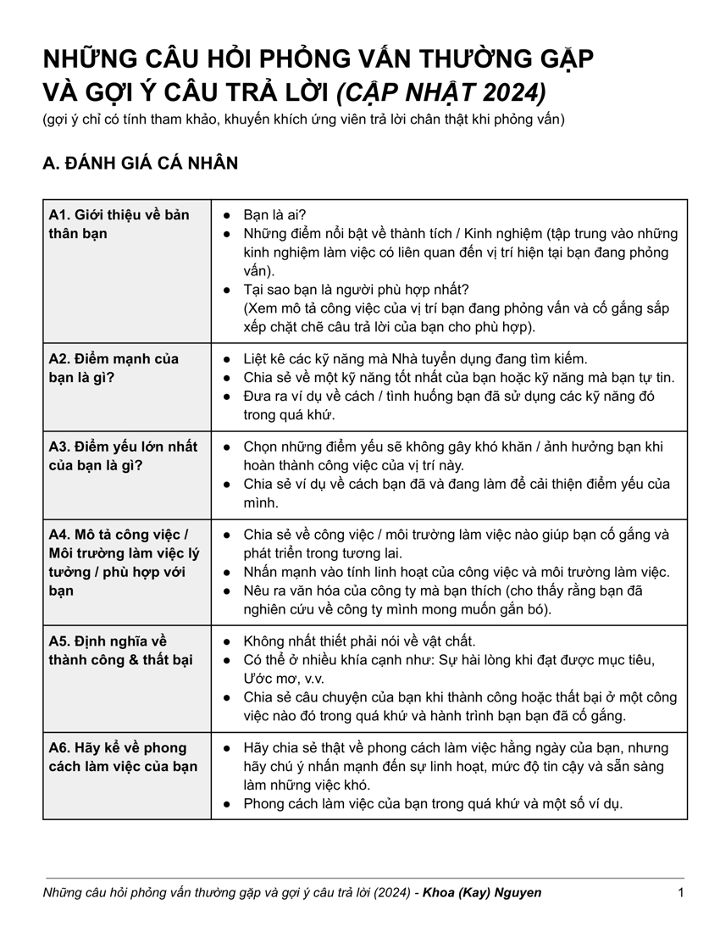 NHỮNG CÂU HỎI PHỎNG VẤN THƯỜNG GẶP
VÀ GỢI Ý CÂU TRẢ LỜI (CẬP NHẬT 2024)
(gợi ý chỉ có tính tham khảo, khuyến khích ứng viên trả lời chân thật khi phỏng vấn)
A. ĐÁNH GIÁ CÁ NHÂN
A1. Giới thiệu về bản
thân bạn
● Bạn là ai?
● Những điểm nổi bật về thành tích / Kinh nghiệm (tập trung vào những
kinh nghiệm làm việc có liên quan đến vị trí hiện tại bạn đang phỏng
vấn).
● Tại sao bạn là người phù hợp nhất?
(Xem mô tả công việc của vị trí bạn đang phỏng vấn và cố gắng sắp
xếp chặt chẽ câu trả lời của bạn cho phù hợp).
A2. Điểm mạnh của
bạn là gì?
● Liệt kê các kỹ năng mà Nhà tuyển dụng đang tìm kiếm.
● Chia sẻ về một kỹ năng tốt nhất của bạn hoặc kỹ năng mà bạn tự tin.
● Đưa ra ví dụ về cách / tình huống bạn đã sử dụng các kỹ năng đó
trong quá khứ.
A3. Điểm yếu lớn nhất
của bạn là gì?
● Chọn những điểm yếu sẽ không gây khó khăn / ảnh hưởng bạn khi
hoàn thành công việc của vị trí này.
● Chia sẻ ví dụ về cách bạn đã và đang làm để cải thiện điểm yếu của
mình.
A4. Mô tả công việc /
Môi trường làm việc lý
tưởng / phù hợp với
bạn
● Chia sẻ về công việc / môi trường làm việc nào giúp bạn cố gắng và
phát triển trong tương lai.
● Nhấn mạnh vào tính linh hoạt của công việc và môi trường làm việc.
● Nêu ra văn hóa của công ty mà bạn thích (cho thấy rằng bạn đã
nghiên cứu về công ty mình mong muốn gắn bó).
A5. Định nghĩa về
thành công & thất bại
● Không nhất thiết phải nói về vật chất.
● Có thể ở nhiều khía cạnh như: Sự hài lòng khi đạt được mục tiêu,
Ước mơ, v.v.
● Chia sẻ câu chuyện của bạn khi thành công hoặc thất bại ở một công
việc nào đó trong quá khứ và hành trình bạn bạn đã cố gắng.
A6. Hãy kể về phong
cách làm việc của bạn
● Hãy chia sẻ thật về phong cách làm việc hằng ngày của bạn, nhưng
hãy chú ý nhấn mạnh đến sự linh hoạt, mức độ tin cậy và sẵn sàng
làm những việc khó.
● Phong cách làm việc của bạn trong quá khứ và một số ví dụ.
Những câu hỏi phỏng vấn thường gặp và gợi ý câu trả lời (2024) - Khoa (Kay) Nguyen 1